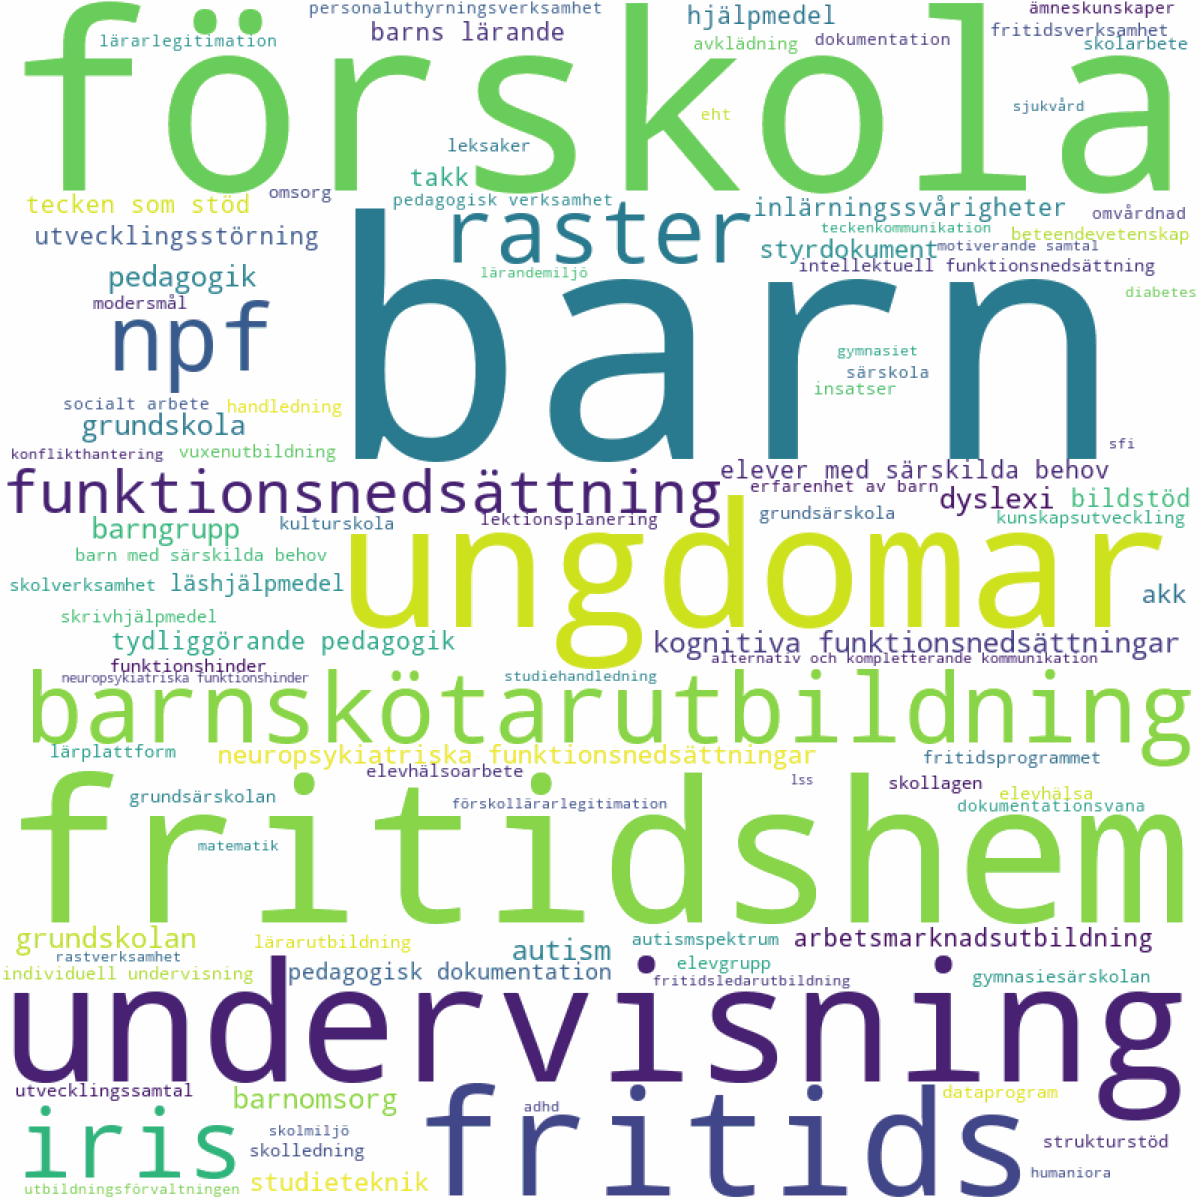 personaluthyrningsverksamhet
hjälpmedel
ämneskunskaper
barns lärande
fritidsverksamhet
lärarlegitimation
avklädning
dokumentation
skolarbete
förskola
eht
sjukvård
leksaker
takk
omsorg
pedagogisk verksamhet
tecken som stöd
raster
inlärningssvårigheter
omvårdnad
teckenkommunikation
beteendevetenskap
utvecklingsstörning
styrdokument
motiverande samtal
intellektuell funktionsnedsättning
pedagogik
lärandemiljö
diabetes
modersmål
npf
barn
gymnasiet
särskola
insatser
socialt arbete
handledning
grundskola
sfi
konflikthantering
vuxenutbildning
elever med särskilda behov
funktionsnedsättning
erfarenhet av barn
dyslexi
bildstöd
barngrupp
kulturskola
lektionsplanering
grundsärskola
kunskapsutveckling
barn med särskilda behov
ungdomar
skolverksamhet
läshjälpmedel
akk
skrivhjälpmedel
tydliggörande pedagogik
kognitiva funktionsnedsättningar
funktionshinder
alternativ och kompletterande kommunikation
neuropsykiatriska funktionshinder
studiehandledning
barnskötarutbildning
lärplattform
neuropsykiatriska funktionsnedsättningar
fritidsprogrammet
elevhälsoarbete
lss
skollagen
grundsärskolan
förskollärarlegitimation
elevhälsa
dokumentationsvana
fritidshem
matematik
grundskolan
lärarutbildning
autism
autismspektrum
arbetsmarknadsutbildning
rastverksamhet
elevgrupp
individuell undervisning
pedagogisk dokumentation
fritidsledarutbildning
gymnasiesärskolan
undervisning
utvecklingssamtal
barnomsorg
fritids
adhd
dataprogram
iris
skolmiljö
skolledning
strukturstöd
humaniora
utbildningsförvaltningen
studieteknik